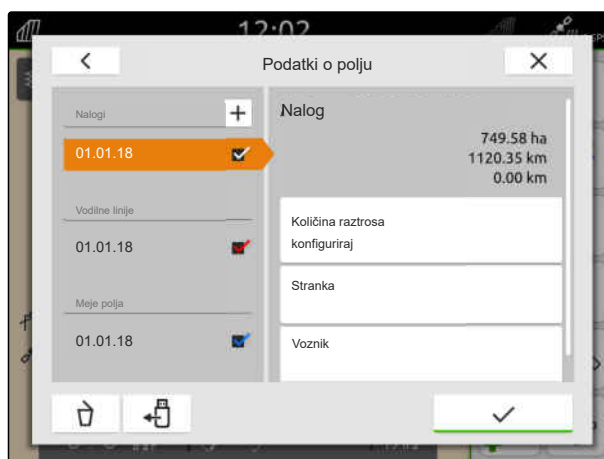 12:02
Podatki o polju
Nalogi
01.01.18
Vodilne linije
01.01.18
Meje polja
01.01.18
Nalog
749.58 ha
1120.35 km
0.00 km
Količina raztrosa
konfiguriraj
Stranka
Voznik